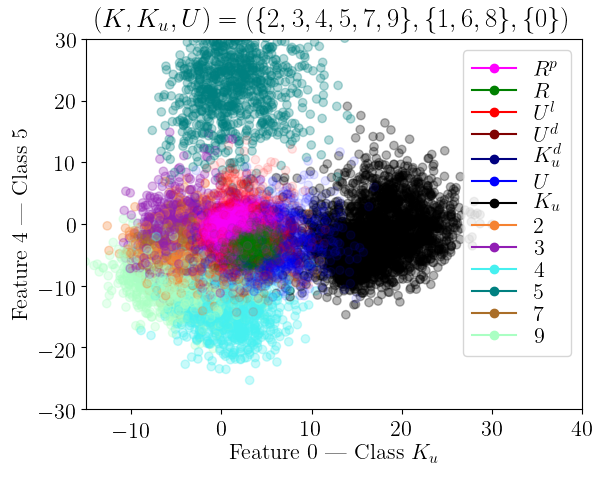 (K, K_u, U) = ({2, 3, 4, 5, 7, 9}, {1, 6, 8}, {0})
30
20
10
0
−10
−20
−30
Feature 4 — Class 5
R^p
R
U^l
U^d
K_u^d
U
K_u
2
3
4
5
7
9
−10
0
10
20
30
40
Feature 0 — Class K_u